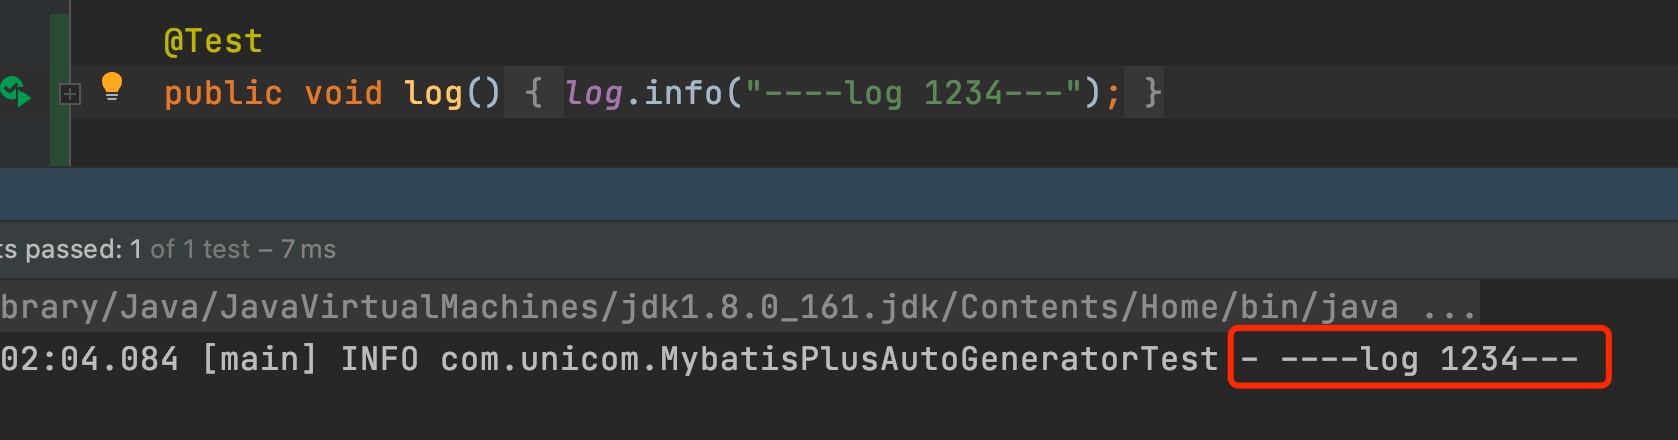 @Test
public void log() { log.info("----log 1234---"); }
ts passed: 1 of 1 test – 7 ms
brary/Java/JavaVirtualMachines/jdk1.8.0_161.jdk/Contents/Home/bin/java ...
02:04.084 [main] INFO com.unicom.MybatisPlusAutoGeneratorTest - ----log 1234---